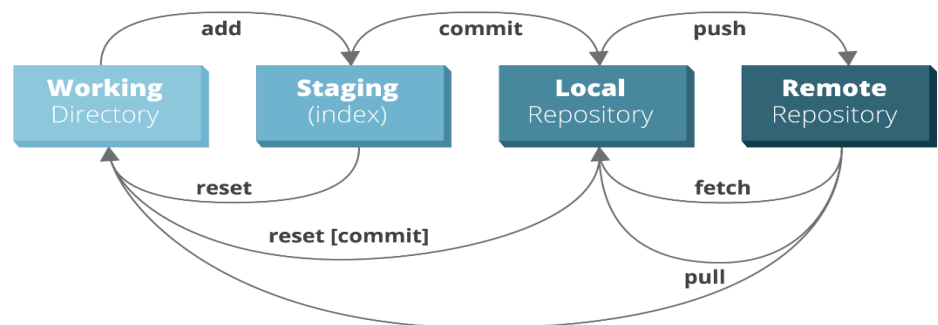 add
commit
push
Working
Directory
Staging
(index)
Local
Repository
Remote
Repository
reset
fetch
reset [commit]
pull